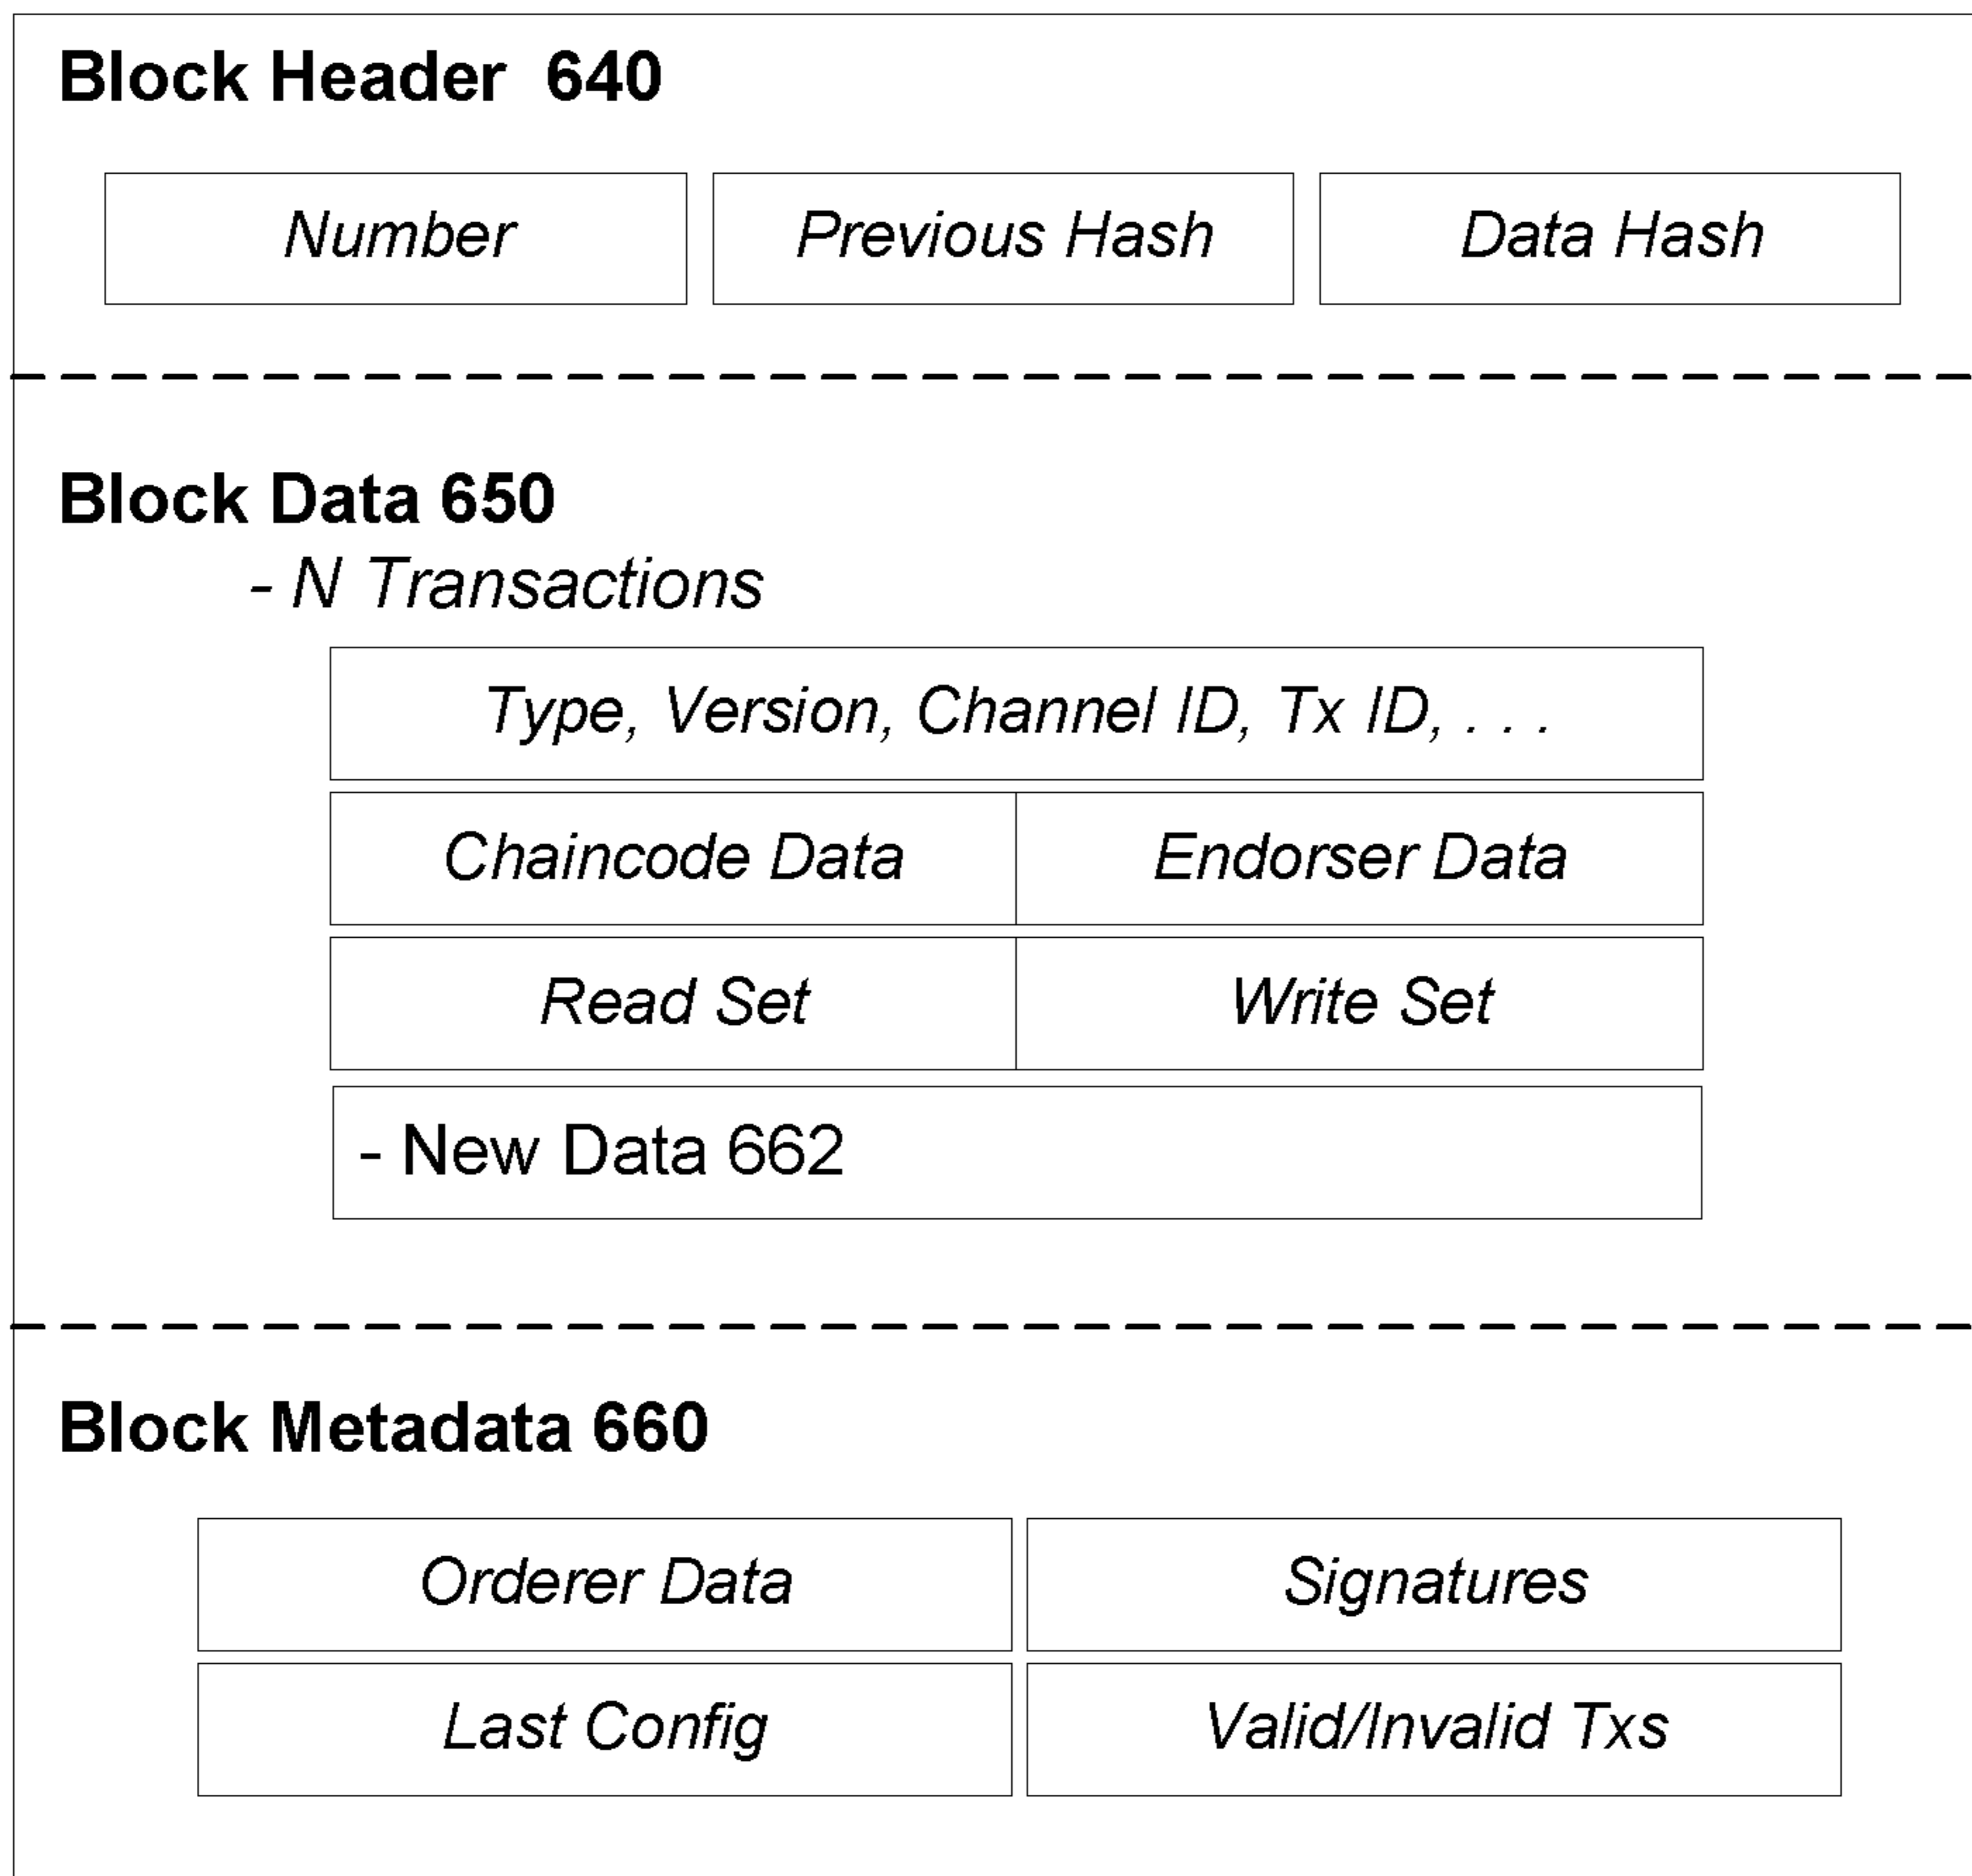 Block Header  640
Number
Previous Hash
Data Hash
Block Data 650
- N Transactions
Type, Version, Channel ID, Tx ID, . . .
Chaincode Data
Endorser Data
Read Set
Write Set
- New Data 662
Block Metadata 660
Orderer Data
Signatures
Last Config
Valid/Invalid Txs